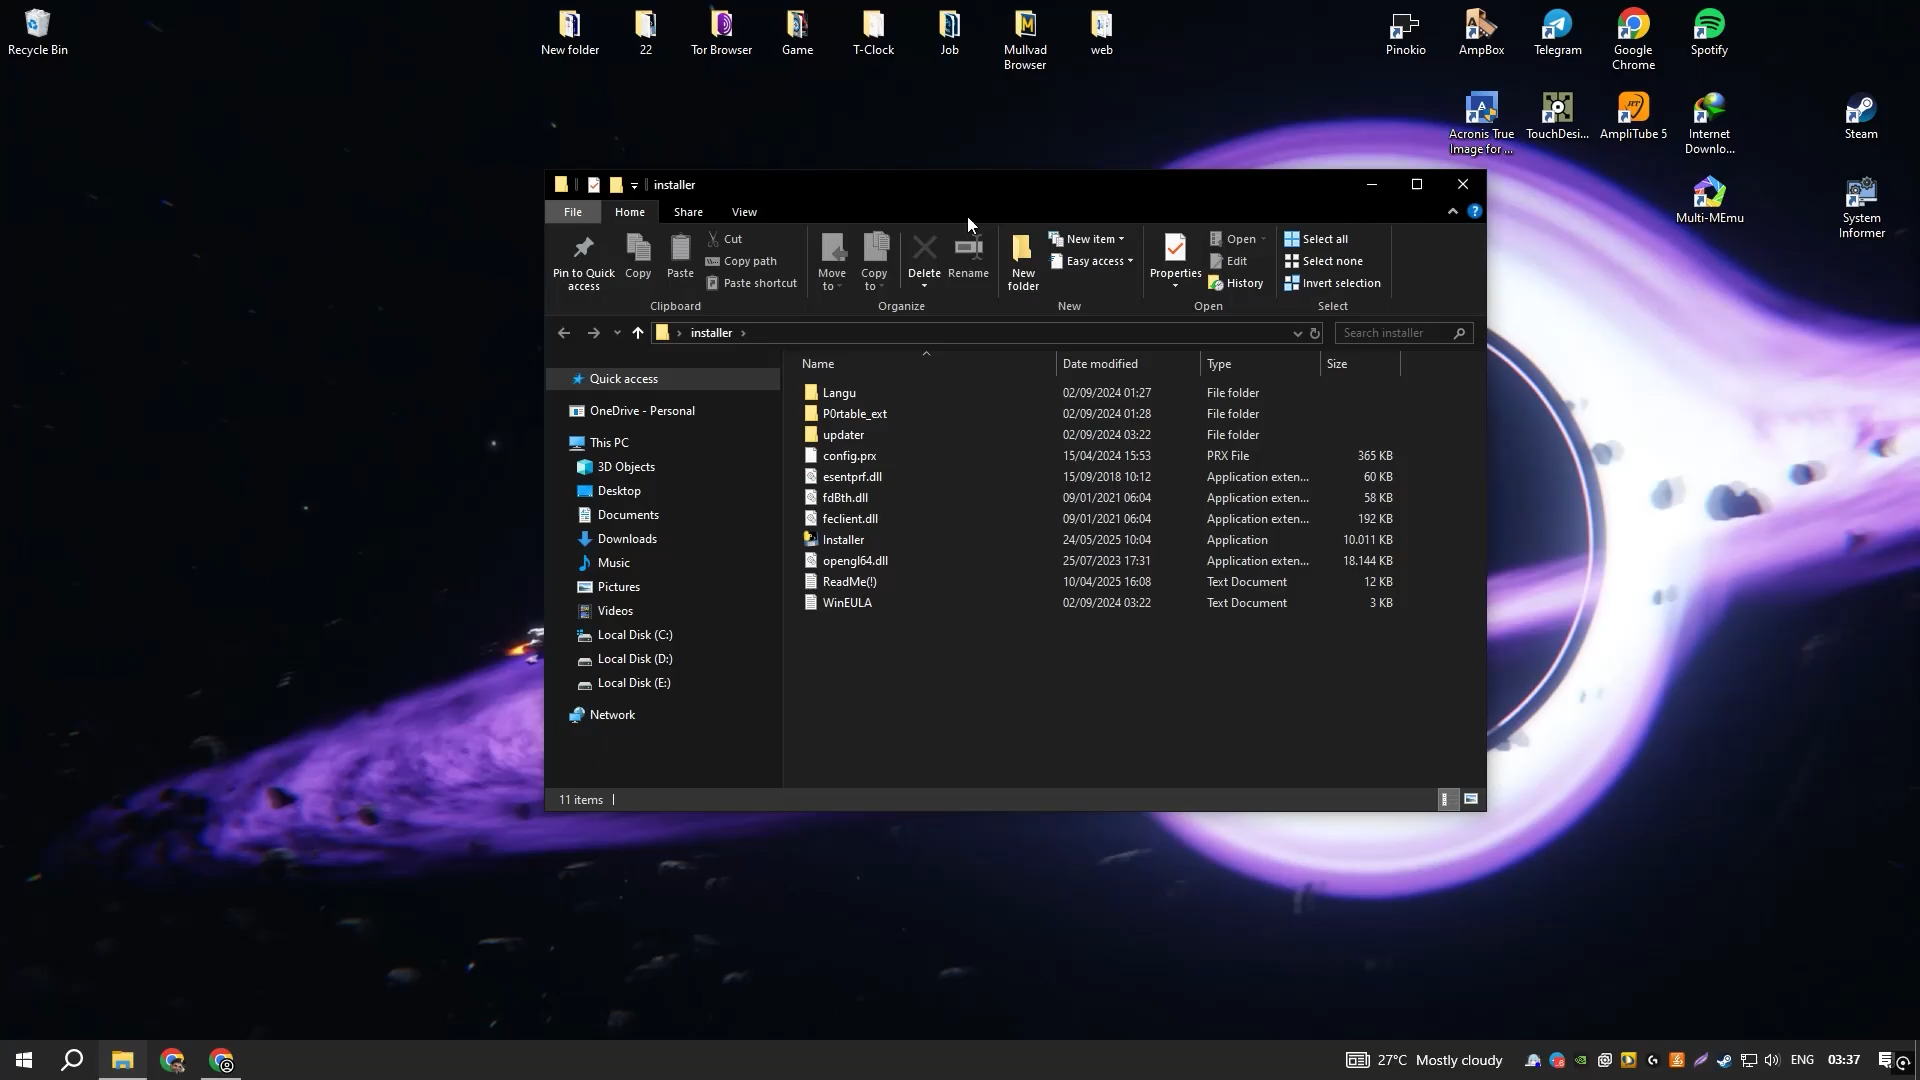 Recycle Bin
New folder
22
Tor Browser
Game
T-Clock
Job
Mullvad
Browser
web
Pinokio
AmpBox
Telegram
Google
Chrome
Spotify
Acronis True
Image for ...
TouchDesi...
AmpliTube 5
Internet
Downlo...
Steam
Multi-MEmu
System
Informer
installer
File
Home
Share
View
Pin to Quick
access
Copy
Paste
Cut
Copy path
Paste shortcut
Clipboard
Move
to
Copy
to
Delete
Rename
Organize
New
folder
New item
Easy access
New
Properties
Open
Edit
History
Open
Select all
Select none
Invert selection
Select
installer
Search installer
Quick access
OneDrive - Personal
This PC
3D Objects
Desktop
Documents
Downloads
Music
Pictures
Videos
Local Disk (C:)
Local Disk (D:)
Local Disk (E:)
Network
Name Date modified Type Size
Langu 02/09/2024 01:27 File folder
P0rtable_ext 02/09/2024 01:28 File folder
updater 02/09/2024 03:22 File folder
config.prx 15/04/2024 15:53 PRX File 365 KB
esentprf.dll 15/09/2018 10:12 Application exten... 60 KB
fdBth.dll 09/01/2021 06:04 Application exten... 58 KB
feclient.dll 09/01/2021 06:04 Application exten... 192 KB
Installer 24/05/2025 10:04 Application 10.011 KB
opengl64.dll 25/07/2023 17:31 Application exten... 18.144 KB
ReadMe(!) 10/04/2025 16:08 Text Document 12 KB
WinEULA 02/09/2024 03:22 Text Document 3 KB
11 items
27°C Mostly cloudy
ENG
03:37